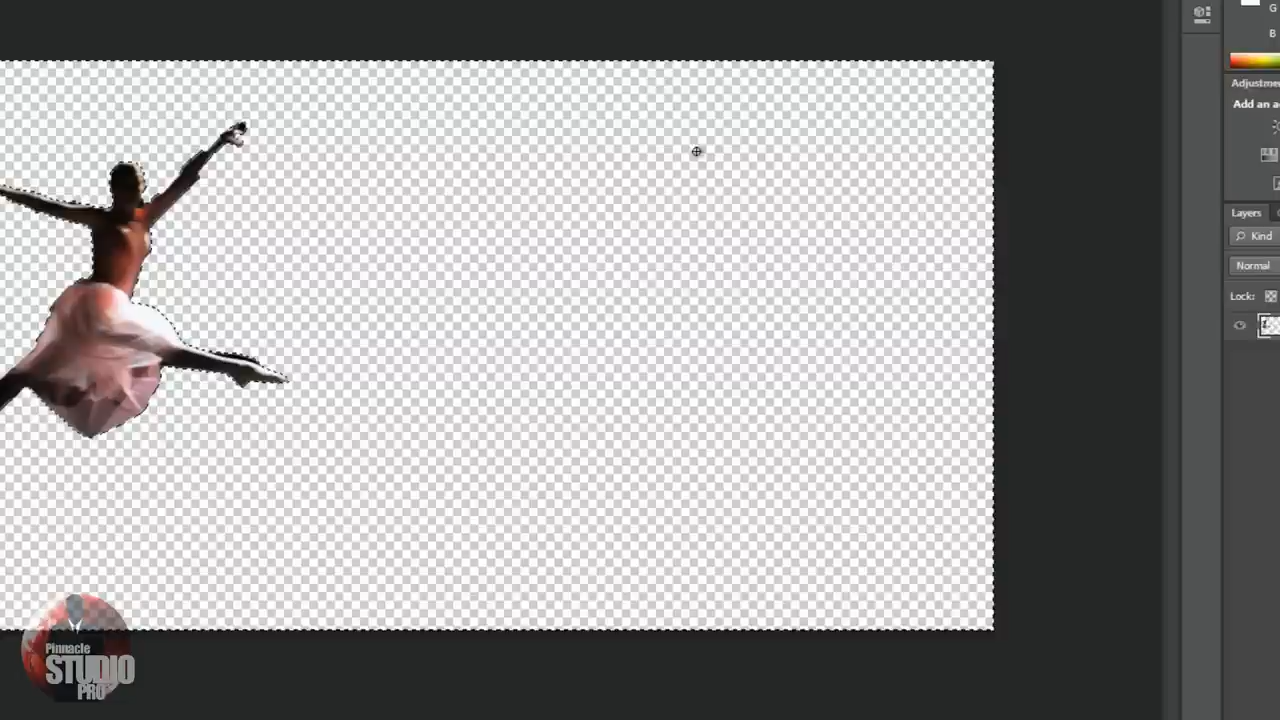 G
B
Adjustme
Add an a
Layers
Kind
Normal
Lock:
Pinnacle
STUDIO
PRO